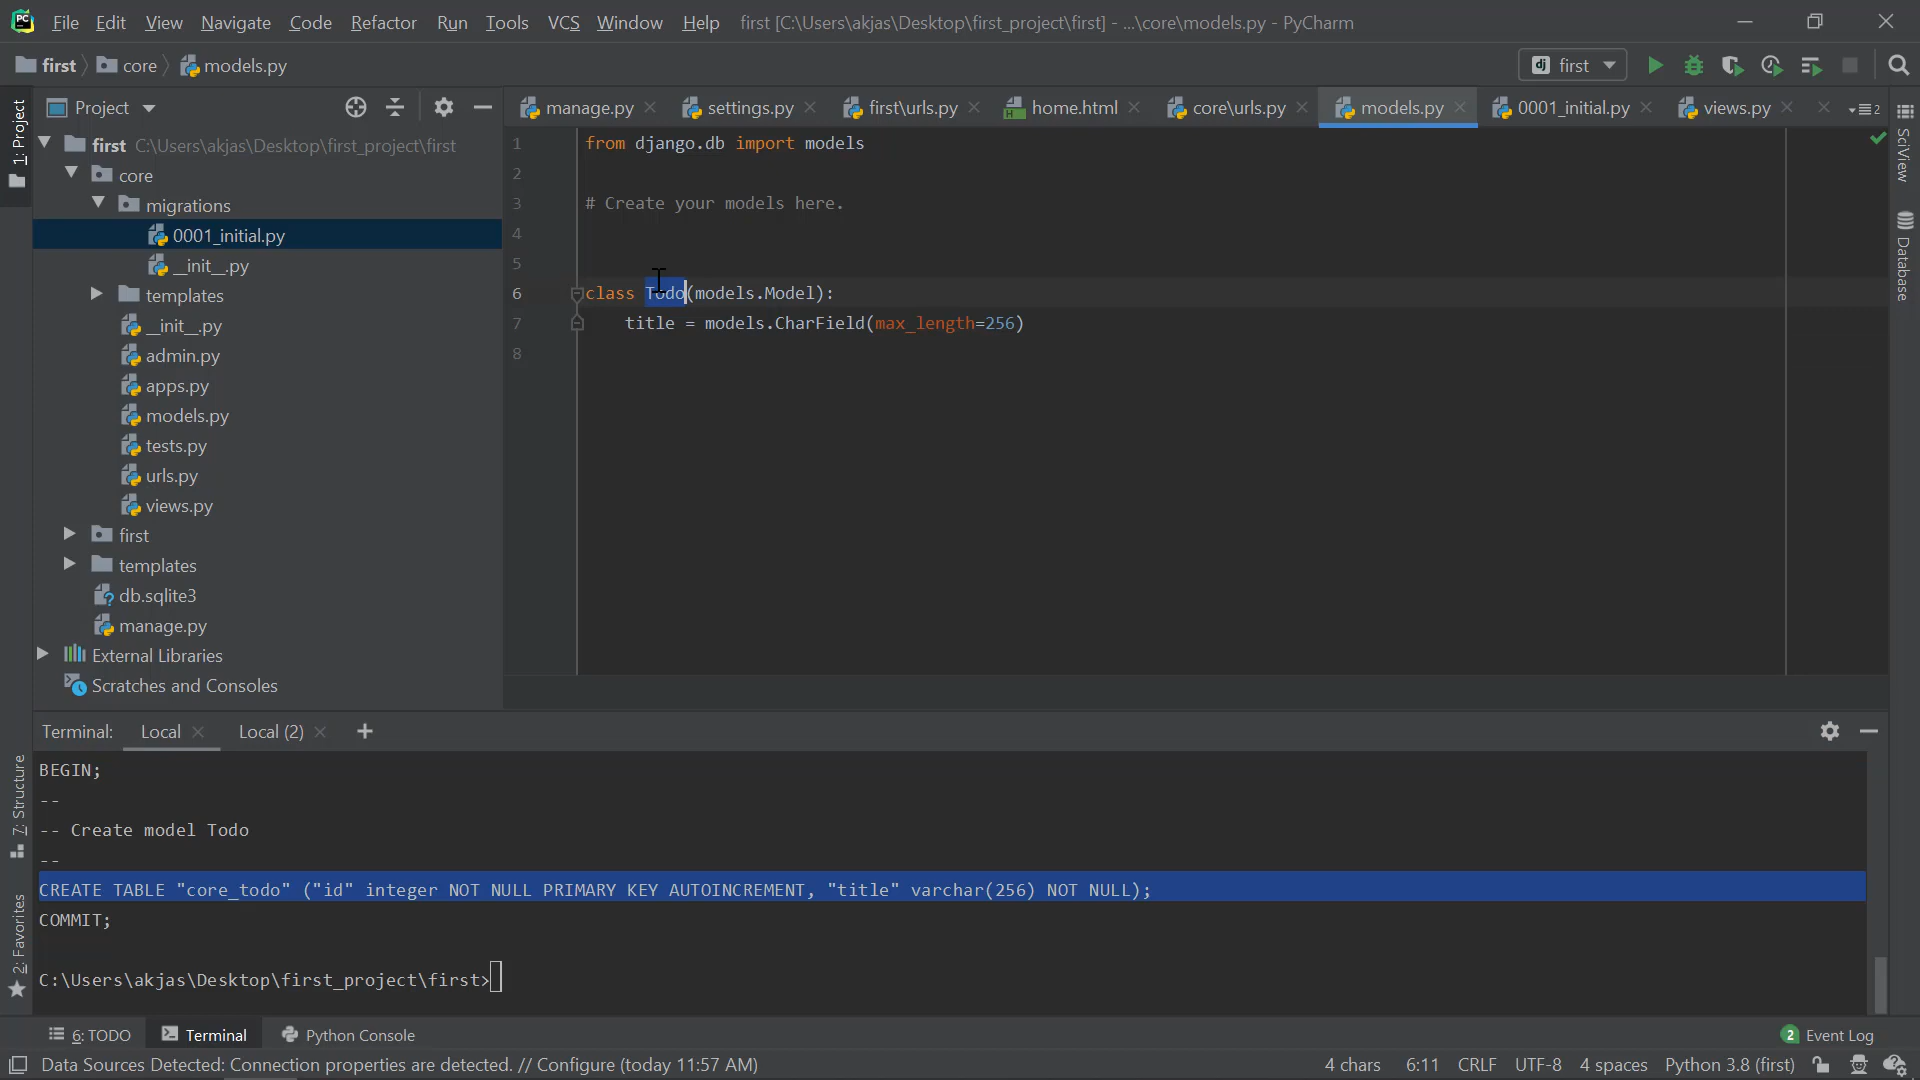 File Edit View Navigate Code Refactor Run Tools VCS Window Help first [C:\Users\akjas\Desktop\first_project\first] - ...\core\models.py - PyCharm
first core models.py first
1: Project
Project
manage.py settings.py first\urls.py home.html core\urls.py models.py 0001_initial.py views.py 2
first C:\Users\akjas\Desktop\first_project\first
core
migrations
0001_initial.py
__init__.py
templates
__init__.py
admin.py
apps.py
models.py
tests.py
urls.py
views.py
first
templates
db.sqlite3
manage.py
External Libraries
Scratches and Consoles
1 from django.db import models
2
3 # Create your models here.
4
5
6 class Todo(models.Model):
7 title = models.CharField(max_length=256)
8
SciView
Database
Terminal: Local Local (2) +
7: Structure
2: Favorites
BEGIN;
--
-- Create model Todo
--
CREATE TABLE "core_todo" ("id" integer NOT NULL PRIMARY KEY AUTOINCREMENT, "title" varchar(256) NOT NULL);
COMMIT;
C:\Users\akjas\Desktop\first_project\first>
6: TODO Terminal Python Console 2 Event Log
Data Sources Detected: Connection properties are detected. // Configure (today 11:57 AM) 4 chars 6:11 CRLF UTF-8 4 spaces Python 3.8 (first)